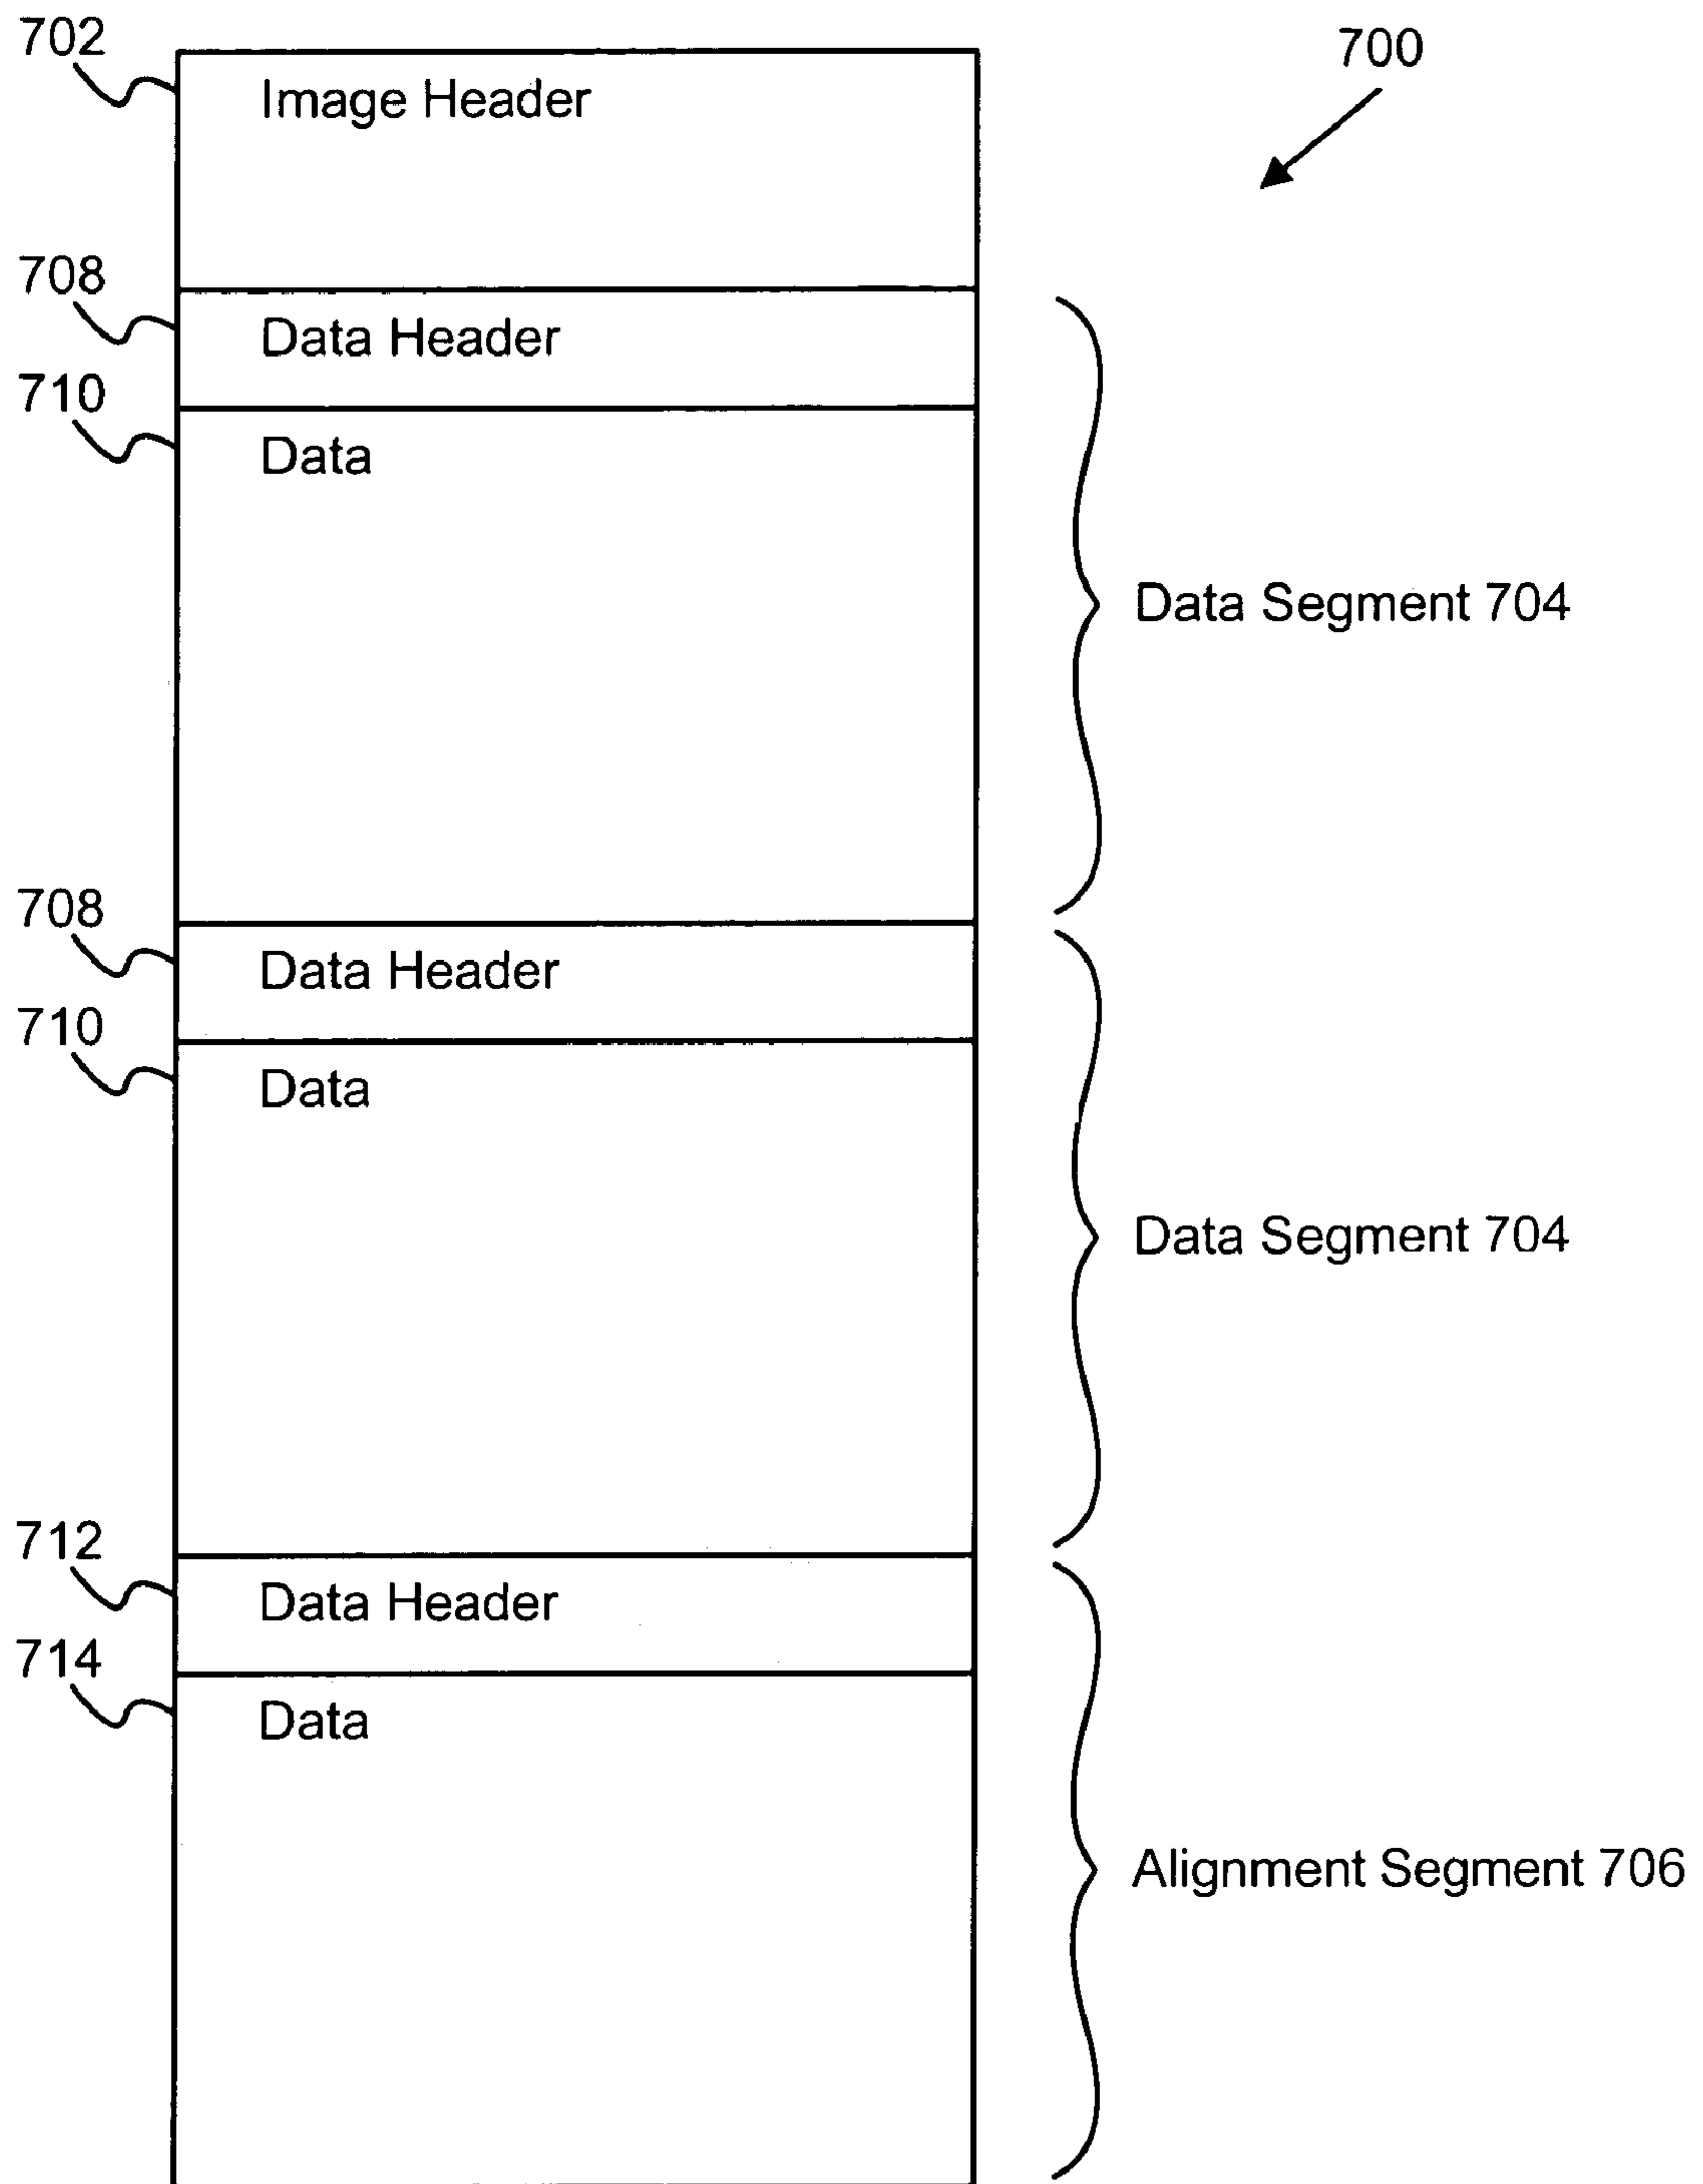 702
Image Header
700
708
Data Header
710
Data
Data Segment 704
708
Data Header
710
Data
Data Segment 704
712
Data Header
714
Data
Alignment Segment 706